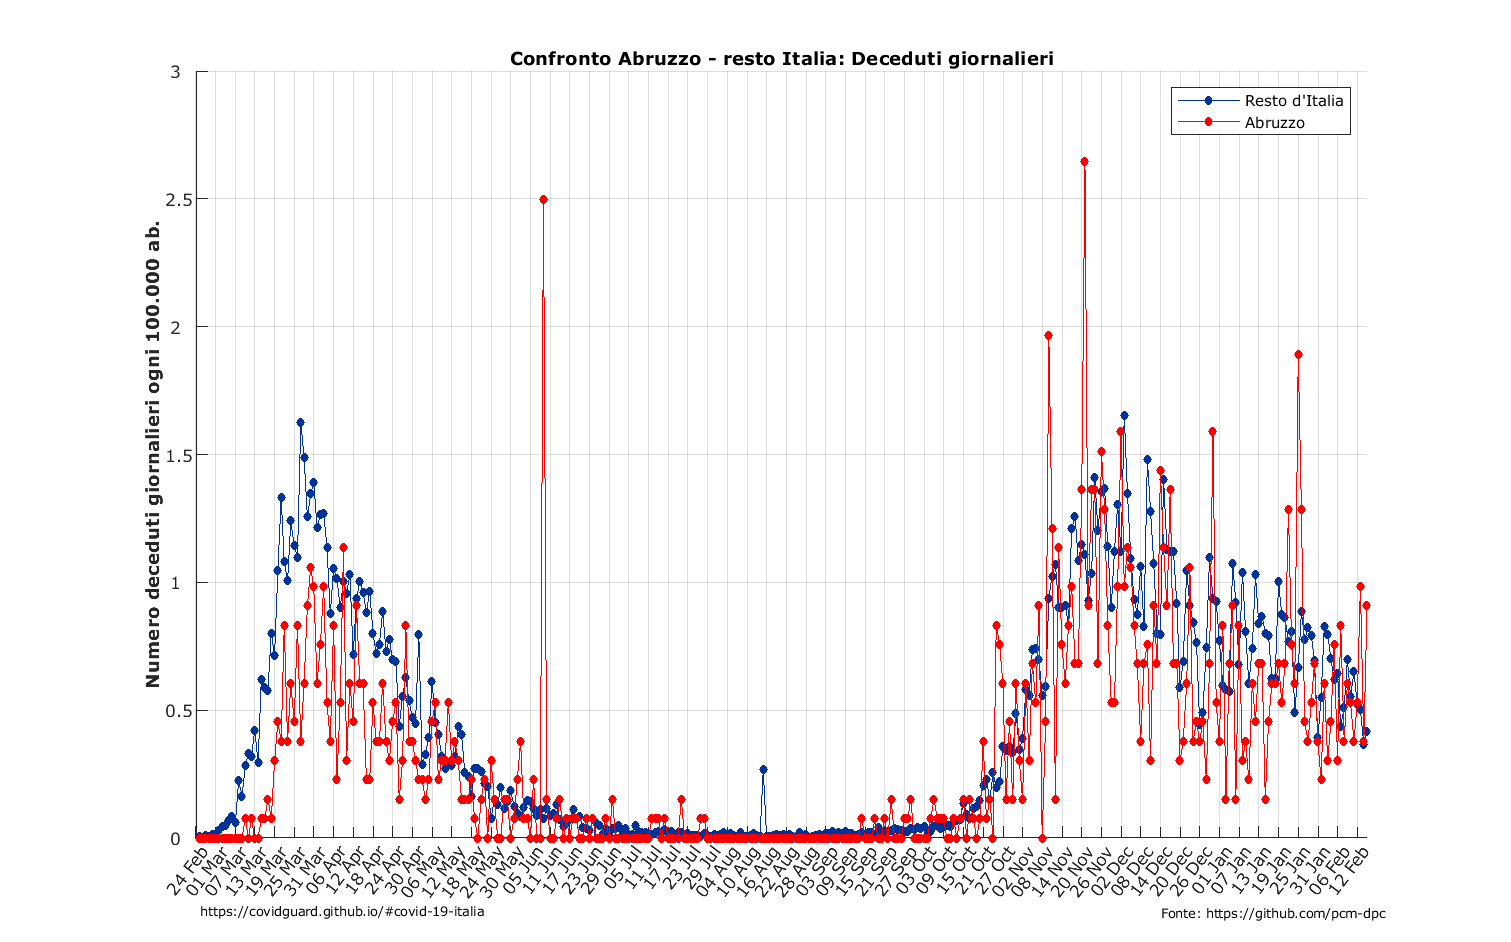 Confronto Abruzzo - resto Italia: Deceduti giornalieri
Resto d'Italia
Abruzzo
Numero deceduti giornalieri ogni 100.000 ab.
3
2.5
2
1.5
1
0.5
0
24 Feb
01 Mar
07 Mar
13 Mar
19 Mar
25 Mar
31 Mar
06 Apr
12 Apr
18 Apr
24 Apr
30 Apr
06 May
12 May
18 May
24 May
30 May
05 Jun
11 Jun
17 Jun
23 Jun
29 Jun
05 Jul
11 Jul
17 Jul
23 Jul
29 Jul
04 Aug
10 Aug
16 Aug
22 Aug
28 Aug
03 Sep
09 Sep
15 Sep
21 Sep
27 Sep
03 Oct
09 Oct
15 Oct
21 Oct
27 Oct
02 Nov
08 Nov
14 Nov
20 Nov
26 Nov
02 Dec
08 Dec
14 Dec
20 Dec
26 Dec
01 Jan
07 Jan
13 Jan
19 Jan
25 Jan
31 Jan
06 Feb
12 Feb
https://covidguard.github.io/#covid-19-italia
Fonte: https://github.com/pcm-dpc